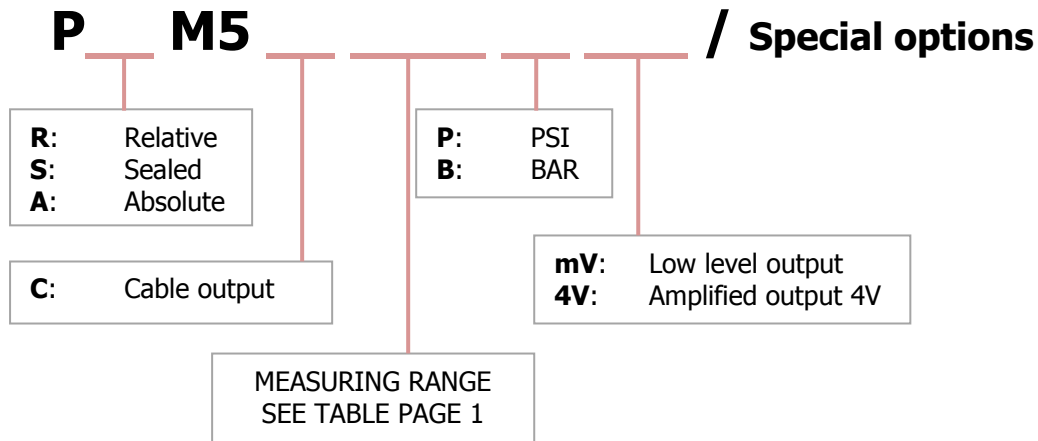 P M5 / Special options
R: Relative
S: Sealed
A: Absolute
P: PSI
B: BAR
C: Cable output
mV: Low level output
4V: Amplified output 4V
MEASURING RANGE
SEE TABLE PAGE 1